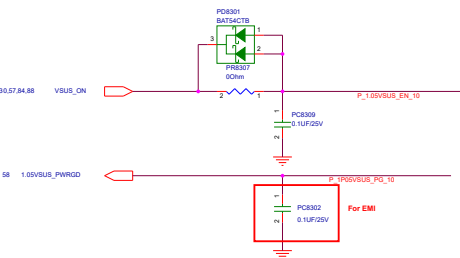 PD8301
BAT54CTB
3
1
2
PR8307
0Ohm
30,57,84,88 VSUS_ON
2 1
P_1.05VSUS_EN_10
1
PC8309
0.1UF/25V
2
58 1.05VSUS_PWRGD
P_1P05VSUS_PG_10
1
PC8302
For EMI
0.1UF/25V
2